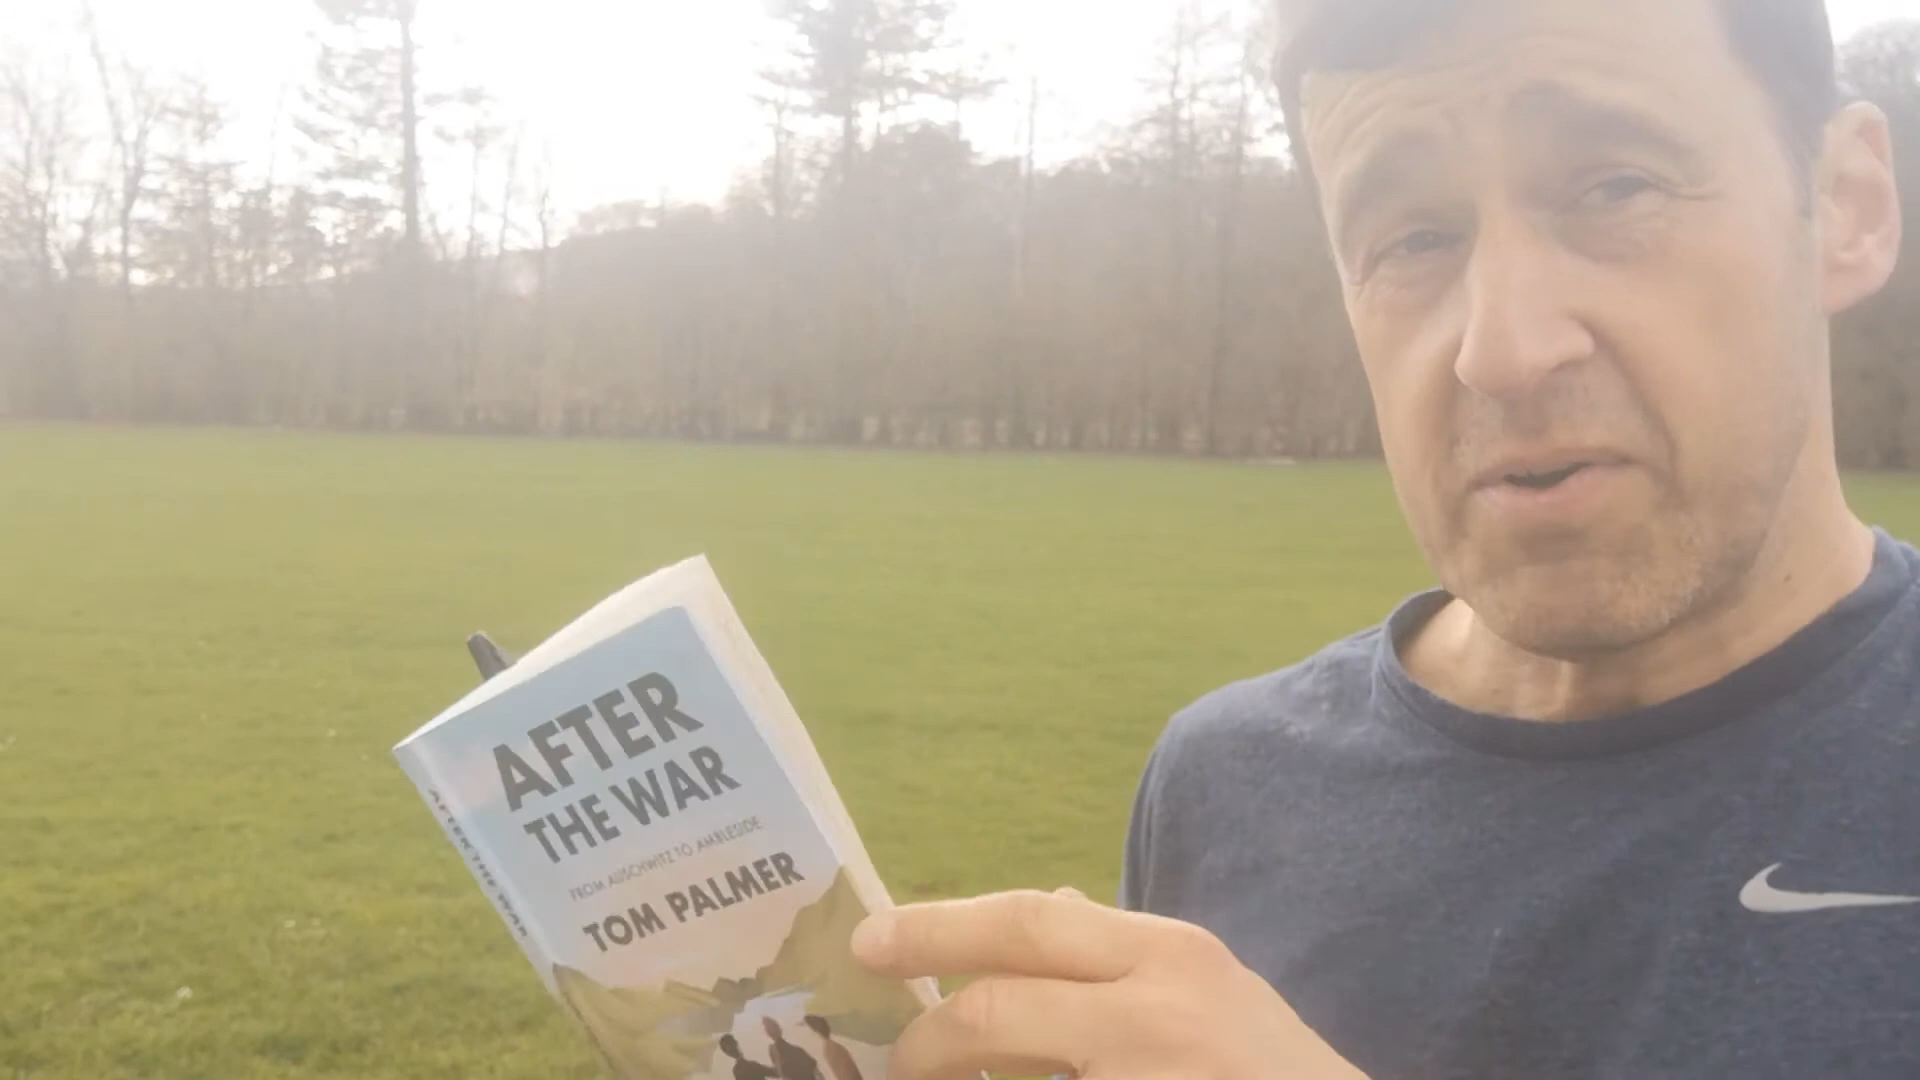 AFTER
THE WAR
FROM AUSCHWITZ TO AMBLESIDE
TOM PALMER
AFTER THE WAR